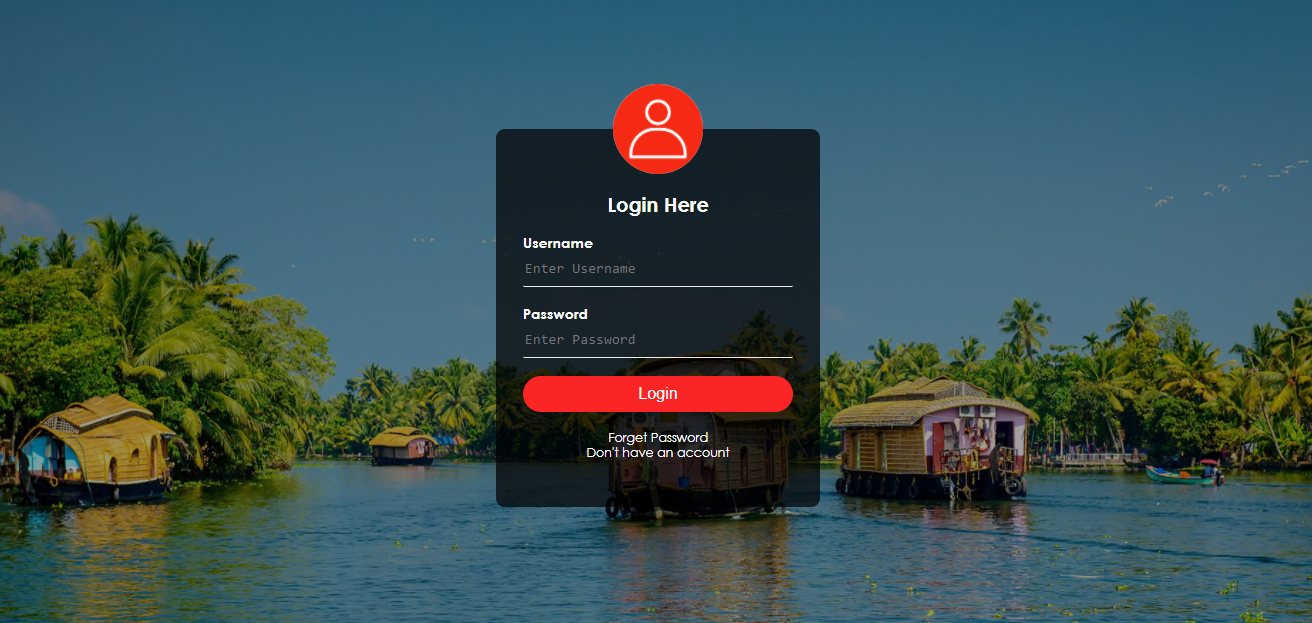 Login Here
Username
Enter Username
Password
Enter Password
Login
Forget Password
Don't have an account